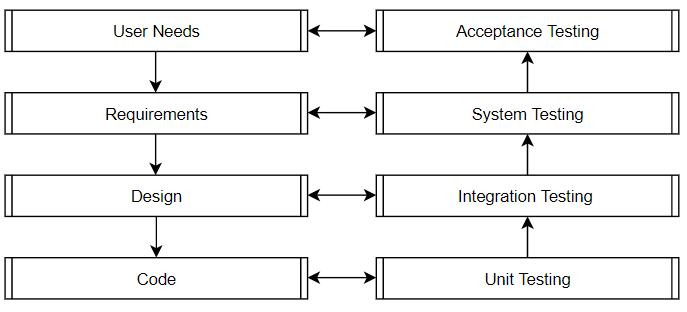 User Needs
Acceptance Testing
Requirements
System Testing
Design
Integration Testing
Code
Unit Testing